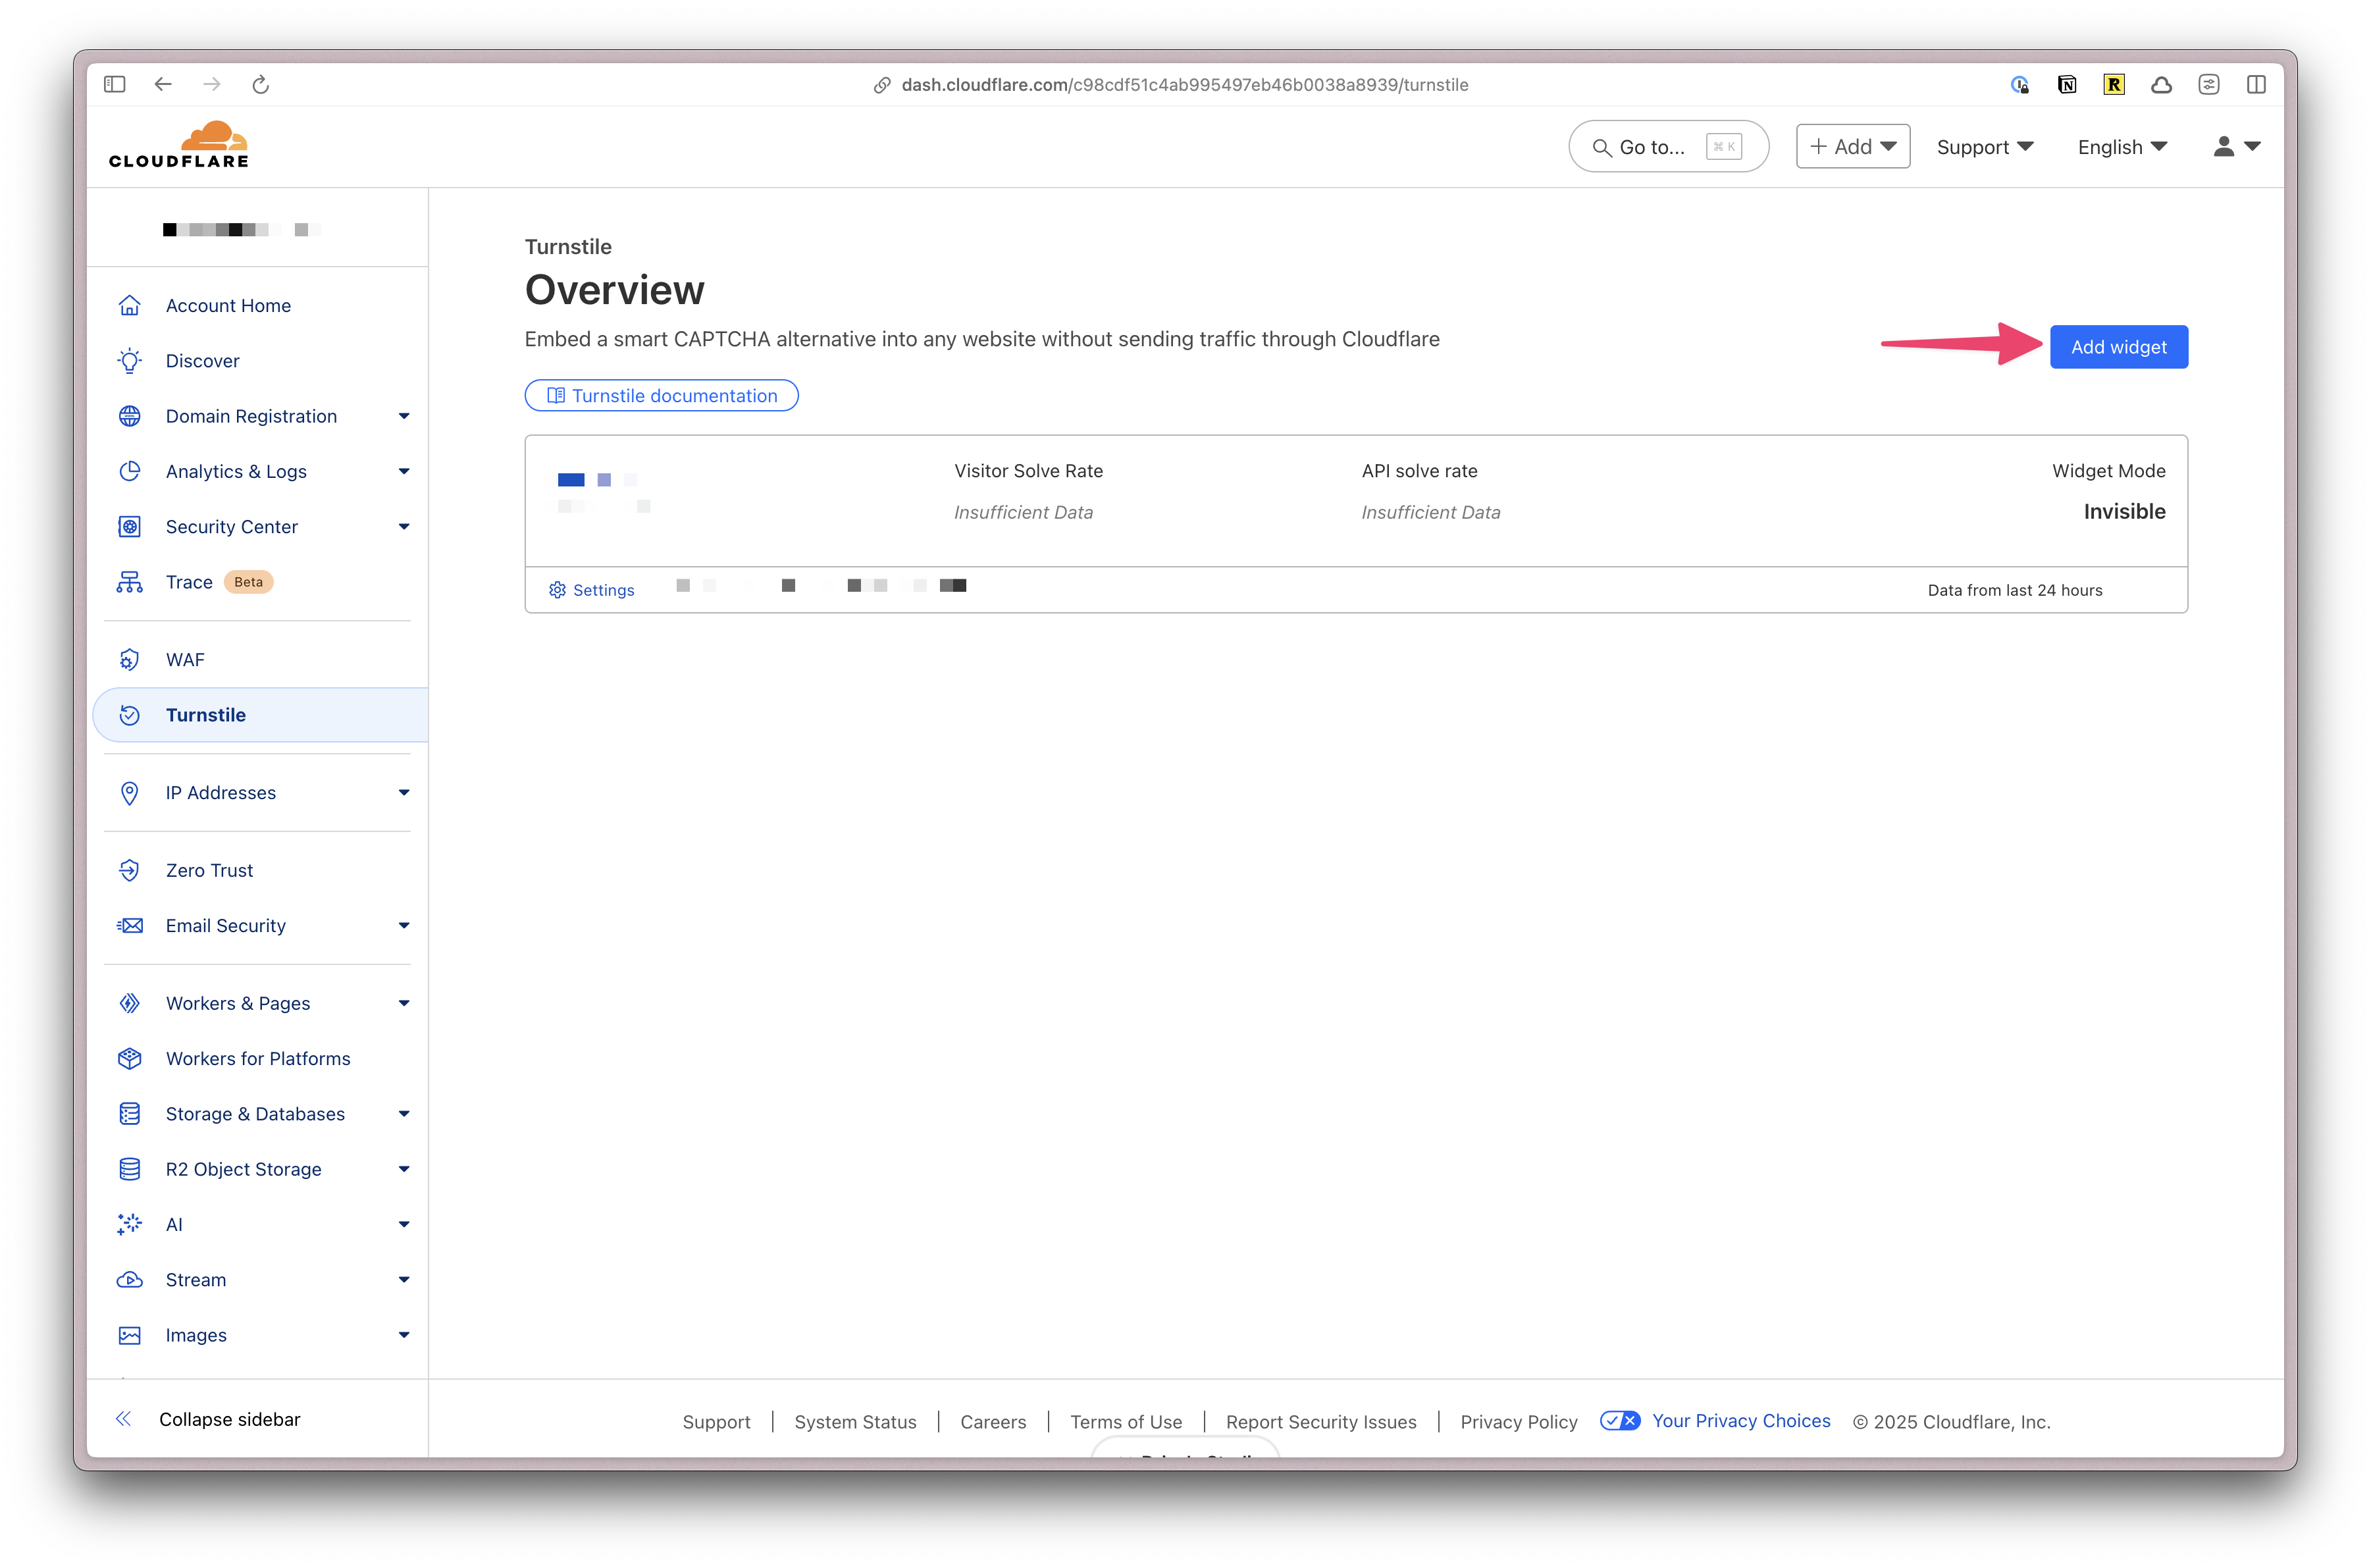 dash.cloudflare.com/c98cdf51c4ab995497eb46b0038a8939/turnstile
CLOUDFLARE
Go to... ⌘ K
+ Add
Support
English
Account Home
Discover
Domain Registration
Analytics & Logs
Security Center
Trace Beta
WAF
Turnstile
IP Addresses
Zero Trust
Email Security
Workers & Pages
Workers for Platforms
Storage & Databases
R2 Object Storage
AI
Stream
Images
Collapse sidebar
Turnstile
Overview
Embed a smart CAPTCHA alternative into any website without sending traffic through Cloudflare
Add widget
Turnstile documentation
Visitor Solve Rate
Insufficient Data
API solve rate
Insufficient Data
Widget Mode
Invisible
Settings
Data from last 24 hours
Support | System Status | Careers | Terms of Use | Report Security Issues | Privacy Policy Your Privacy Choices © 2025 Cloudflare, Inc.